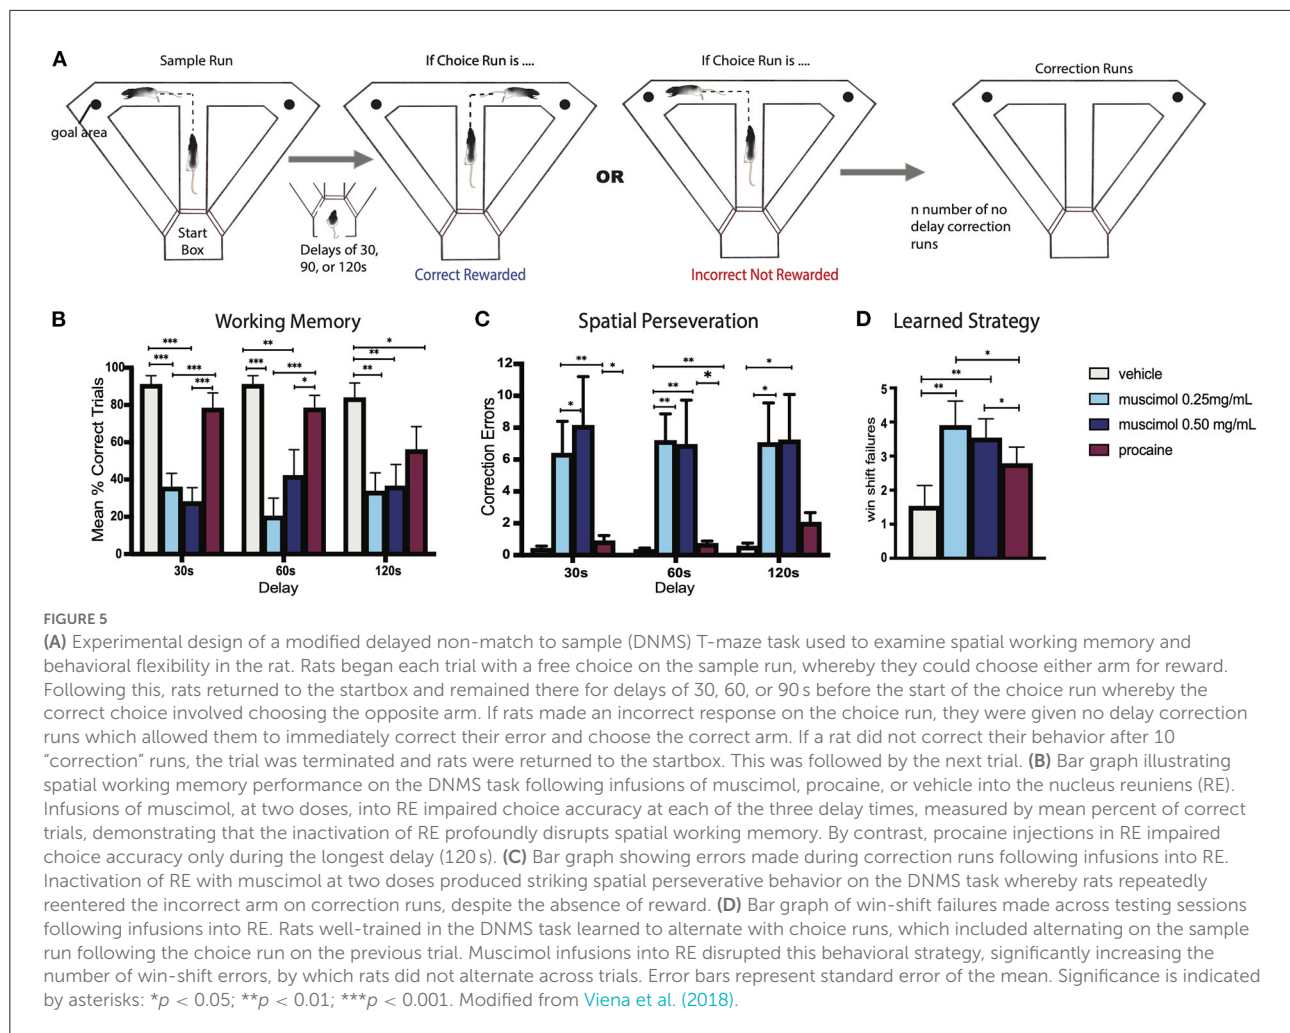 A
Sample Run
If Choice Run is ....
If Choice Run is ....
Correction Runs
goal area
OR
Start
Box
Delays of 30,
90, or 120s
n number of no
delay correction
runs
Correct Rewarded
Incorrect Not Rewarded
B
Working Memory
Mean % Correct Trials
100
80
60
40
20
0
***
***
***
***
**
***
***
*
*
**
**
30s
60s
120s
Delay
C
Spatial Perseveration
Correction Errors
12
10
8
6
4
2
0
**
*
*
**
**
*
**
*
*
30s
60s
120s
Delay
D
Learned Strategy
win shift failures
5
4
3
2
1
0
*
**
**
*
vehicle
muscimol 0.25mg/mL
muscimol 0.50 mg/mL
procaine
FIGURE 5
(A) Experimental design of a modified delayed non-match to sample (DNMS) T-maze task used to examine spatial working memory and
behavioral flexibility in the rat. Rats began each trial with a free choice on the sample run, whereby they could choose either arm for reward.
Following this, rats returned to the startbox and remained there for delays of 30, 60, or 90 s before the start of the choice run whereby the
correct choice involved choosing the opposite arm. If rats made an incorrect response on the choice run, they were given no delay correction
runs which allowed them to immediately correct their error and choose the correct arm. If a rat did not correct their behavior after 10
“correction” runs, the trial was terminated and rats were returned to the startbox. This was followed by the next trial. (B) Bar graph illustrating
spatial working memory performance on the DNMS task following infusions of muscimol, procaine, or vehicle into the nucleus reuniens (RE).
Infusions of muscimol, at two doses, into RE impaired choice accuracy at each of the three delay times, measured by mean percent of correct
trials, demonstrating that the inactivation of RE profoundly disrupts spatial working memory. By contrast, procaine injections in RE impaired
choice accuracy only during the longest delay (120 s). (C) Bar graph showing errors made during correction runs following infusions into RE.
Inactivation of RE with muscimol at two doses produced striking spatial perseverative behavior on the DNMS task whereby rats repeatedly
reentered the incorrect arm on correction runs, despite the absence of reward. (D) Bar graph of win-shift failures made across testing sessions
following infusions into RE. Rats well-trained in the DNMS task learned to alternate with choice runs, which included alternating on the sample
run following the choice run on the previous trial. Muscimol infusions into RE disrupted this behavioral strategy, significantly increasing the
number of win-shift errors, by which rats did not alternate across trials. Error bars represent standard error of the mean. Significance is indicated
by asterisks: *p < 0.05; **p < 0.01; ***p < 0.001. Modified from Viena et al. (2018).